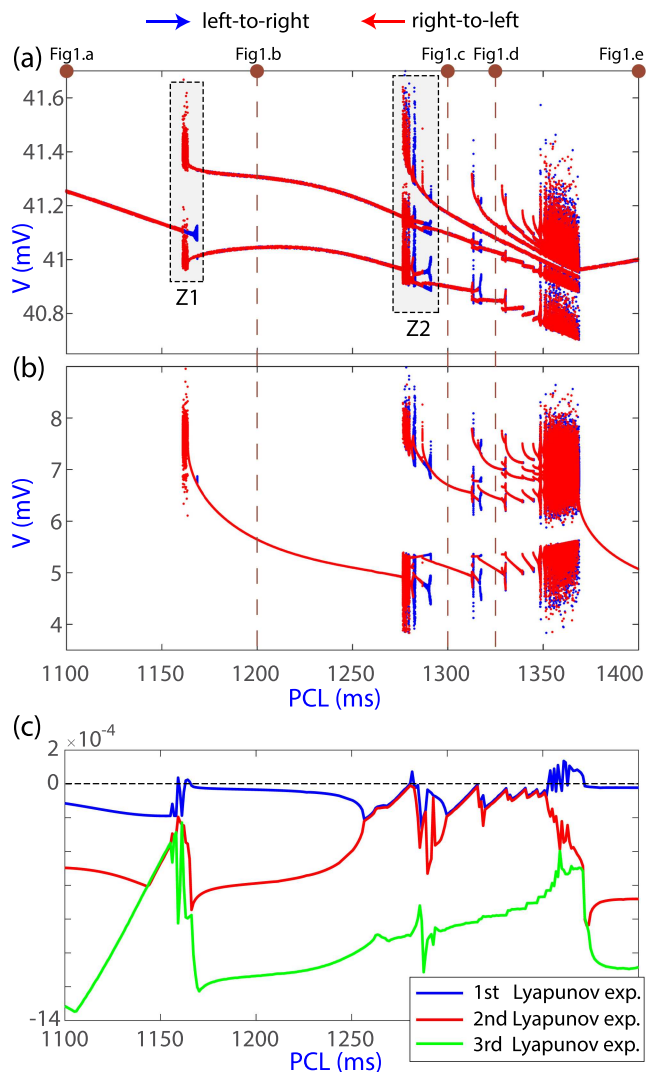 left-to-right right-to-left
(a)
Fig1.a Fig1.b Fig1.c Fig1.d Fig1.e
41.6
41.4
41.2
41
40.8
V (mV)
Z1
Z2
(b)
8
7
6
5
4
V (mV)
1100 1150 1200 1250 1300 1350 1400
PCL (ms)
(c)
2 ×10-4
0
-14
1100 1150 1200 1250
PCL (ms)
1st Lyapunov exp.
2nd Lyapunov exp.
3rd Lyapunov exp.